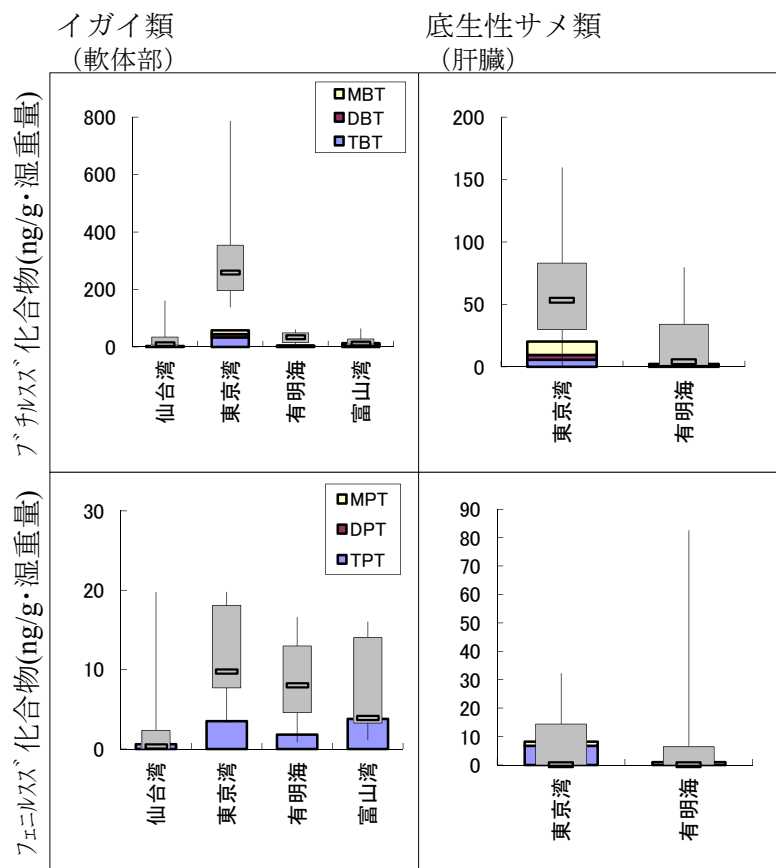 イガイ類
（軟体部）
底生性サメ類
（肝臓）
ブチルスズ化合物(ng/g・湿重量)
800
600
400
200
0
MBT
DBT
TBT
仙台湾
東京湾
有明海
富山湾
200
150
100
50
0
東京湾
有明海
フェニルスズ化合物(ng/g・湿重量)
30
20
10
0
MPT
DPT
TPT
仙台湾
東京湾
有明海
富山湾
90
80
70
60
50
40
30
20
10
0
東京湾
有明海